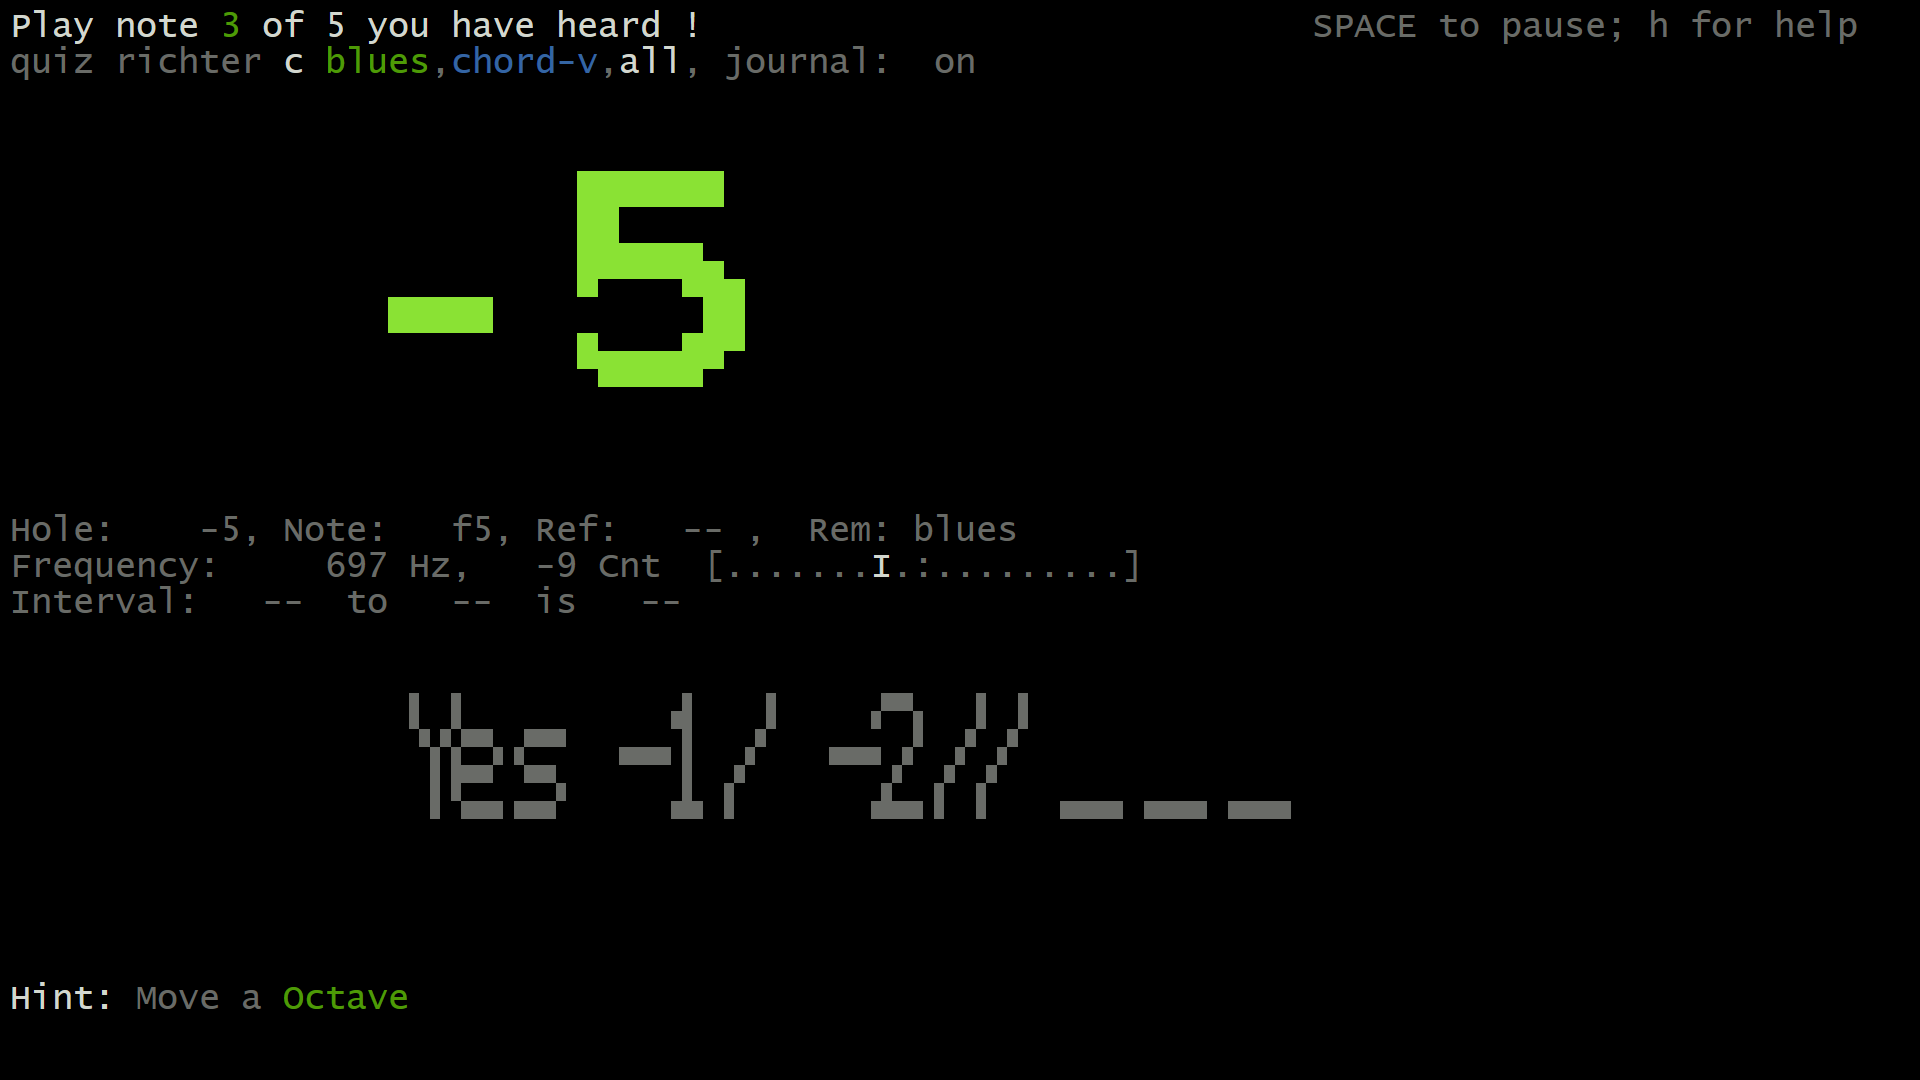 Play note 3 of 5 you have heard ! SPACE to pause; h for help
quiz richter c blues,chord-v,all, journal:  on
-5
Hole:    -5, Note:   f5, Ref:   -- ,  Rem: blues
Frequency:     697 Hz,   -9 Cnt  [.......I.:.........]
Interval:   --  to   --  is   --
Yes -1/ -2// _ _ _
Hint: Move a Octave